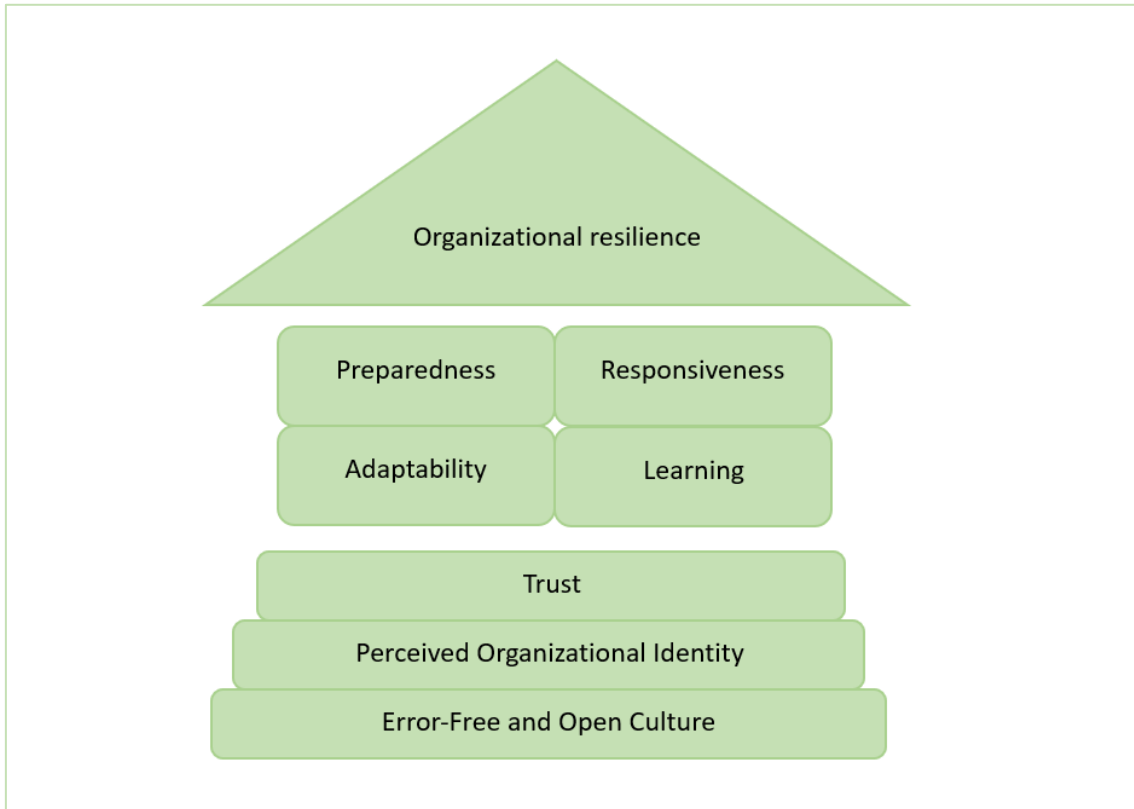 Organizational resilience
Preparedness
Responsiveness
Adaptability
Learning
Trust
Perceived Organizational Identity
Error-Free and Open Culture